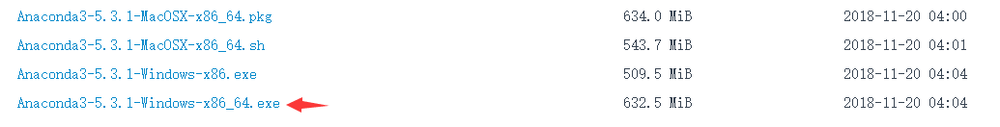 Anaconda3-5.3.1-MacOSX-x86_64.pkg 634.0 MiB 2018-11-20 04:00
Anaconda3-5.3.1-MacOSX-x86_64.sh 543.7 MiB 2018-11-20 04:01
Anaconda3-5.3.1-Windows-x86.exe 509.5 MiB 2018-11-20 04:04
Anaconda3-5.3.1-Windows-x86_64.exe 632.5 MiB 2018-11-20 04:04